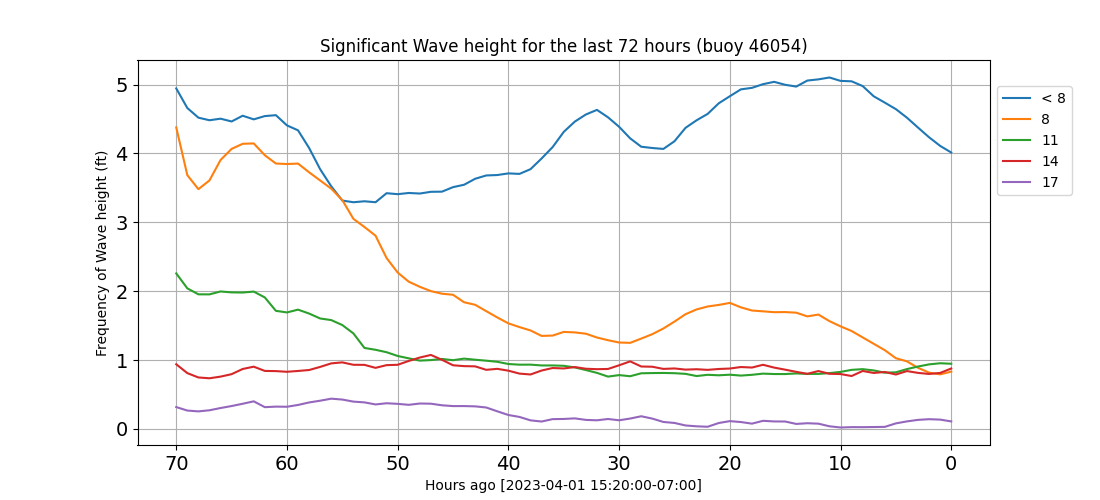 Significant Wave height for the last 72 hours (buoy 46054)
Frequency of Wave height (ft)
5
4
3
2
1
0
70 60 50 40 30 20 10 0
Hours ago [2023-04-01 15:20:00-07:00]
< 8
8
11
14
17